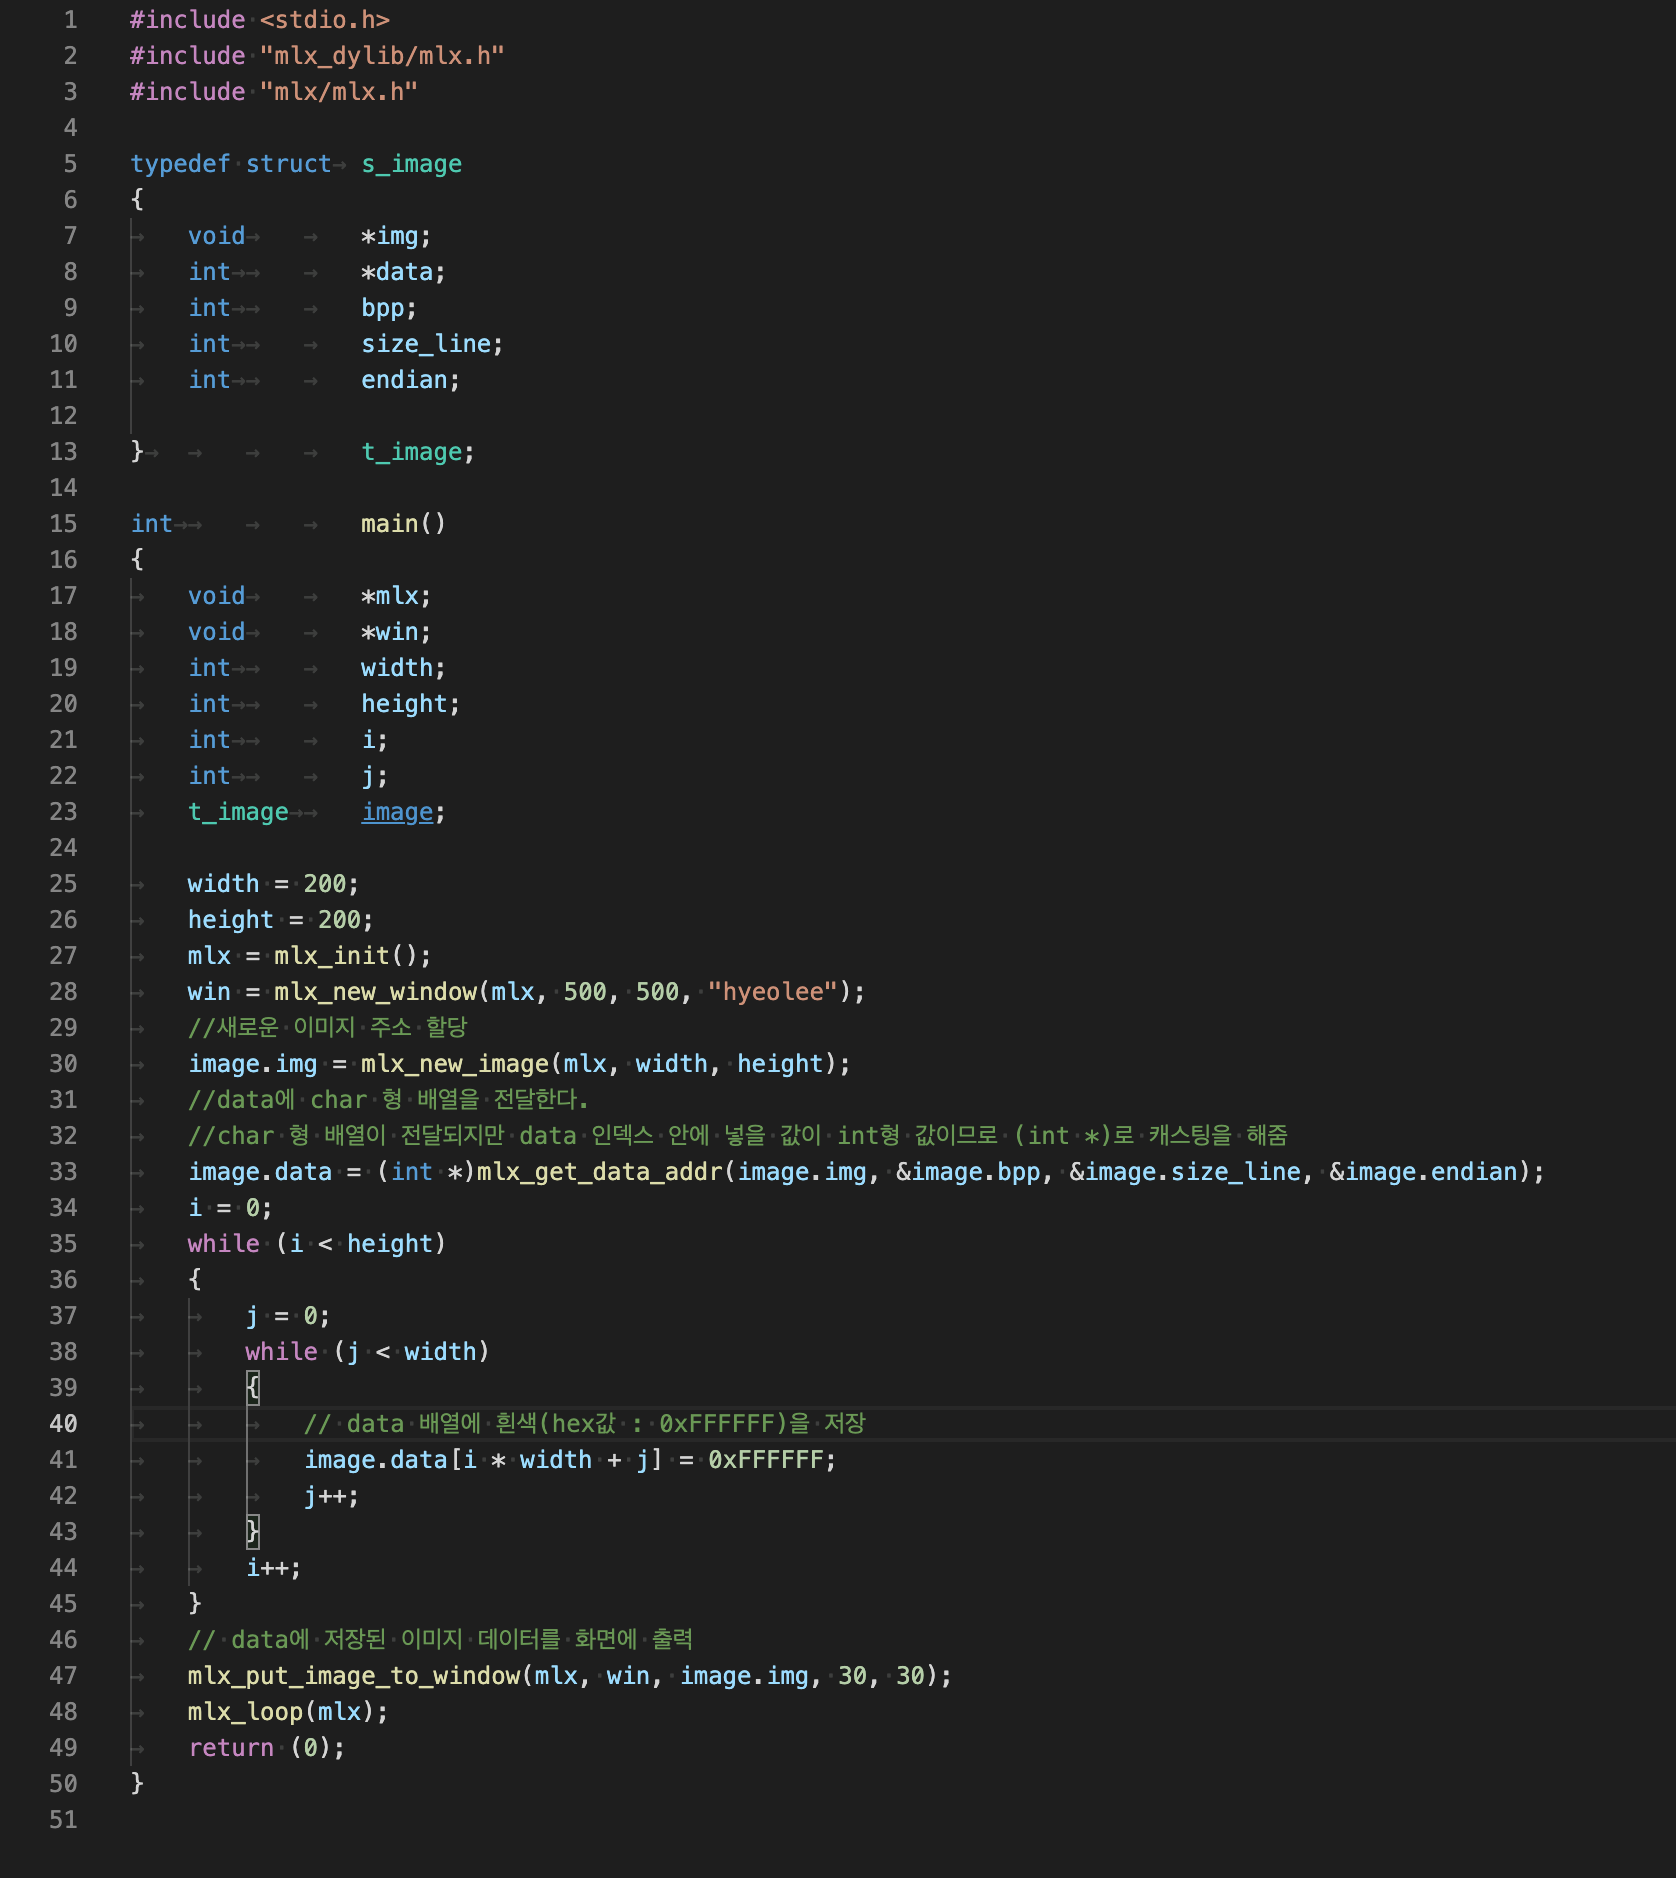 1 #include <stdio.h>
2 #include "mlx_dylib/mlx.h"
3 #include "mlx/mlx.h"
4
5 typedef struct s_image
6 {
7 void *img;
8 int *data;
9 int bpp;
10 int size_line;
11 int endian;
12
13 } t_image;
14
15 int main()
16 {
17 void *mlx;
18 void *win;
19 int width;
20 int height;
21 int i;
22 int j;
23 t_image image;
24
25 width = 200;
26 height = 200;
27 mlx = mlx_init();
28 win = mlx_new_window(mlx, 500, 500, "hyeolee");
29 //새로운 이미지 주소 할당
30 image.img = mlx_new_image(mlx, width, height);
31 //data에 char 형 배열을 전달한다.
32 //char 형 배열이 전달되지만 data 인덱스 안에 넣을 값이 int형 값이므로 (int *)로 캐스팅을 해줌
33 image.data = (int *)mlx_get_data_addr(image.img, &image.bpp, &image.size_line, &image.endian);
34 i = 0;
35 while (i < height)
36 {
37 j = 0;
38 while (j < width)
39 {
40 // data 배열에 흰색(hex값 : 0xFFFFFF)을 저장
41 image.data[i * width + j] = 0xFFFFFF;
42 j++;
43 }
44 i++;
45 }
46 // data에 저장된 이미지 데이터를 화면에 출력
47 mlx_put_image_to_window(mlx, win, image.img, 30, 30);
48 mlx_loop(mlx);
49 return (0);
50 }
51